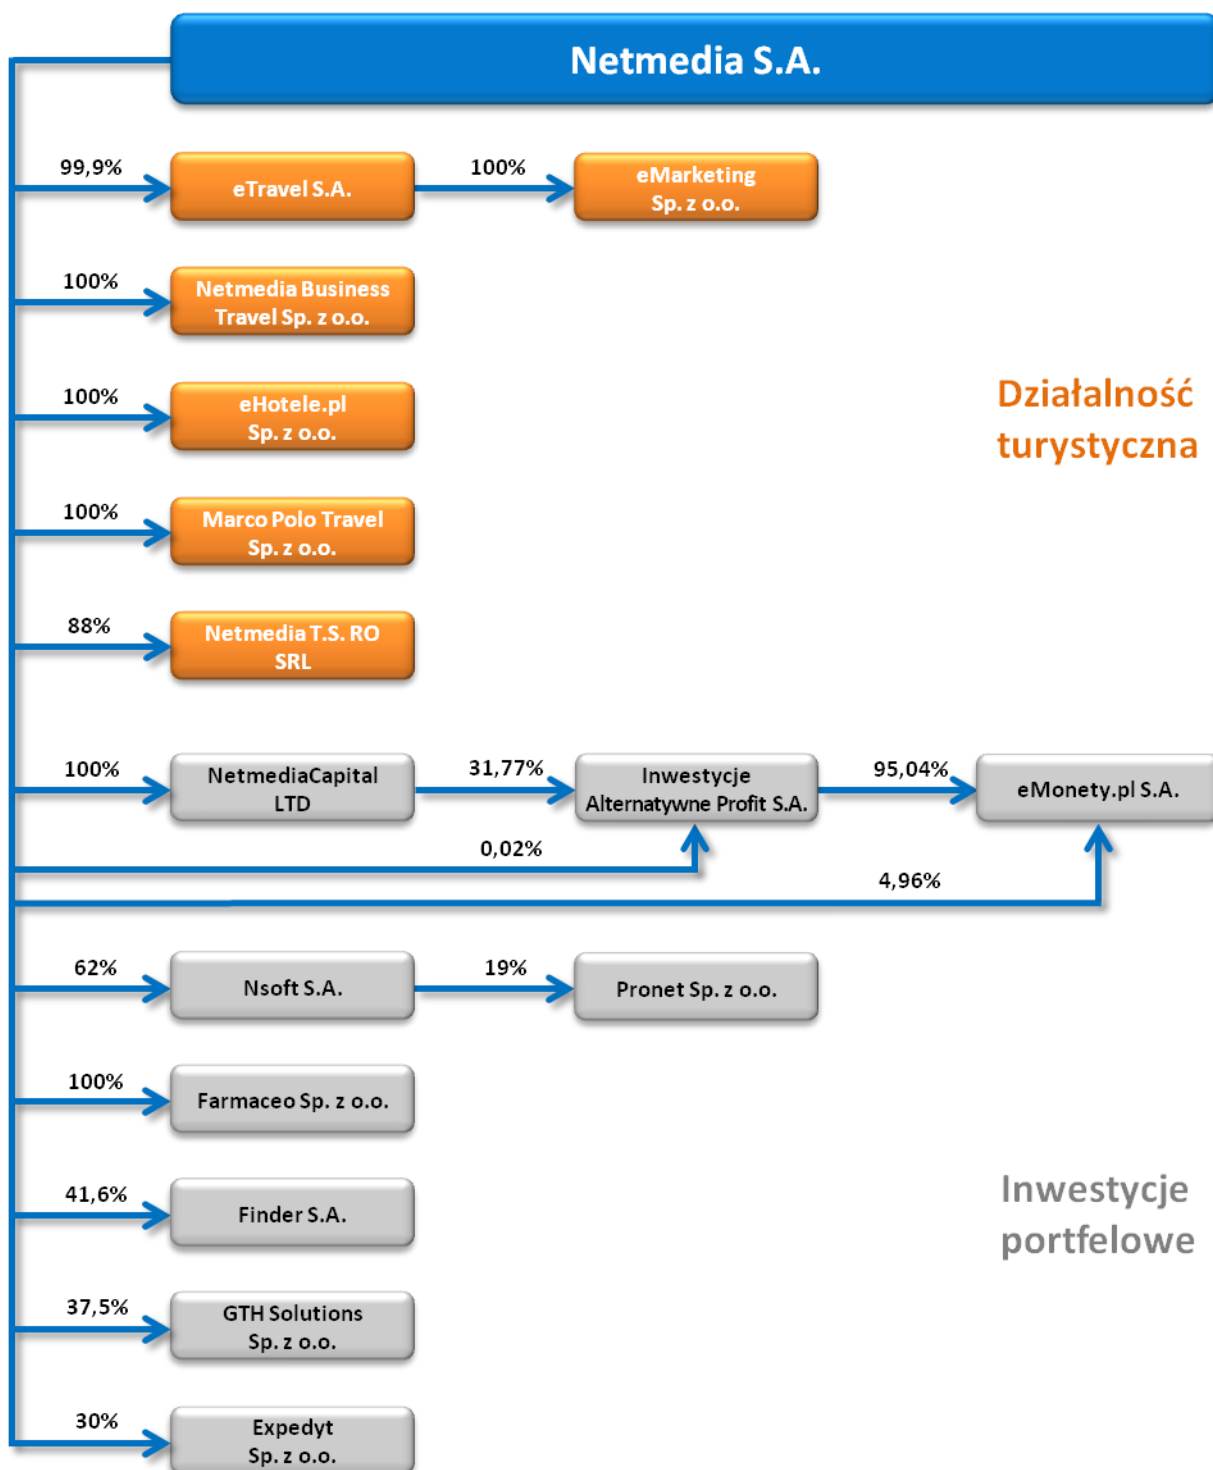 Netmedia S.A.
99,9%
eTravel S.A.
100%
eMarketing
Sp. z o.o.
100%
Netmedia Business
Travel Sp. z o.o.
100%
eHotele.pl
Sp. z o.o.
Działalność
turystyczna
100%
Marco Polo Travel
Sp. z o.o.
88%
Netmedia T.S. RO
SRL
100%
NetmediaCapital
LTD
31,77%
Inwestycje
Alternatywne Profit S.A.
95,04%
eMonety.pl S.A.
0,02%
4,96%
62%
Nsoft S.A.
19%
Pronet Sp. z o.o.
100%
Farmaceo Sp. z o.o.
41,6%
Finder S.A.
Inwestycje
portfelowe
37,5%
GTH Solutions
Sp. z o.o.
30%
Expedyt
Sp. z o.o.